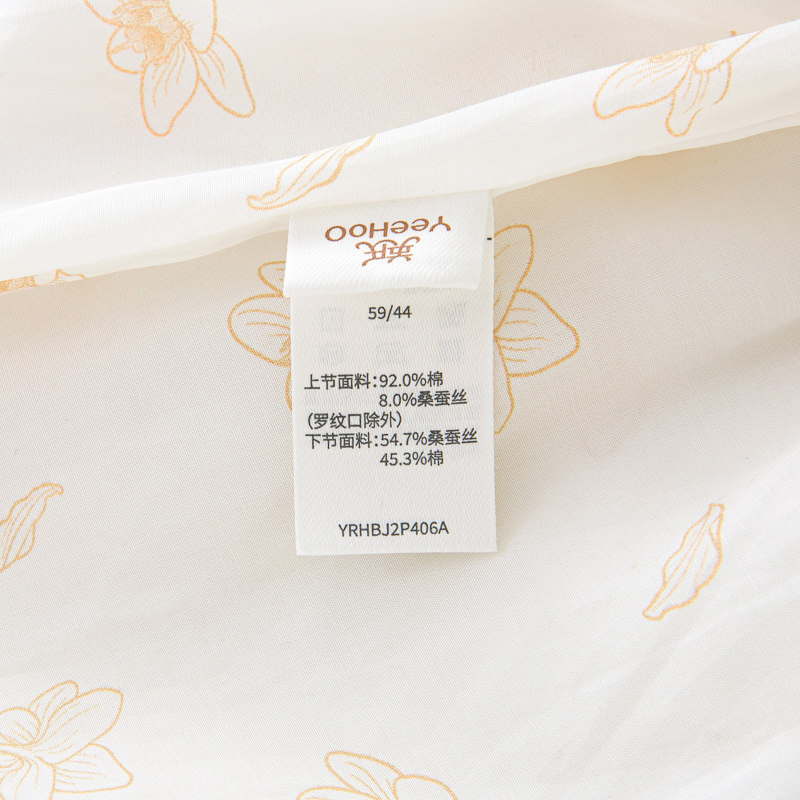 英氏
YeeHoO
59/44
上节面料：92.0%棉
8.0%桑蚕丝
（罗纹口除外）
下节面料：54.7%桑蚕丝
45.3%棉
YRHBJ2P406A